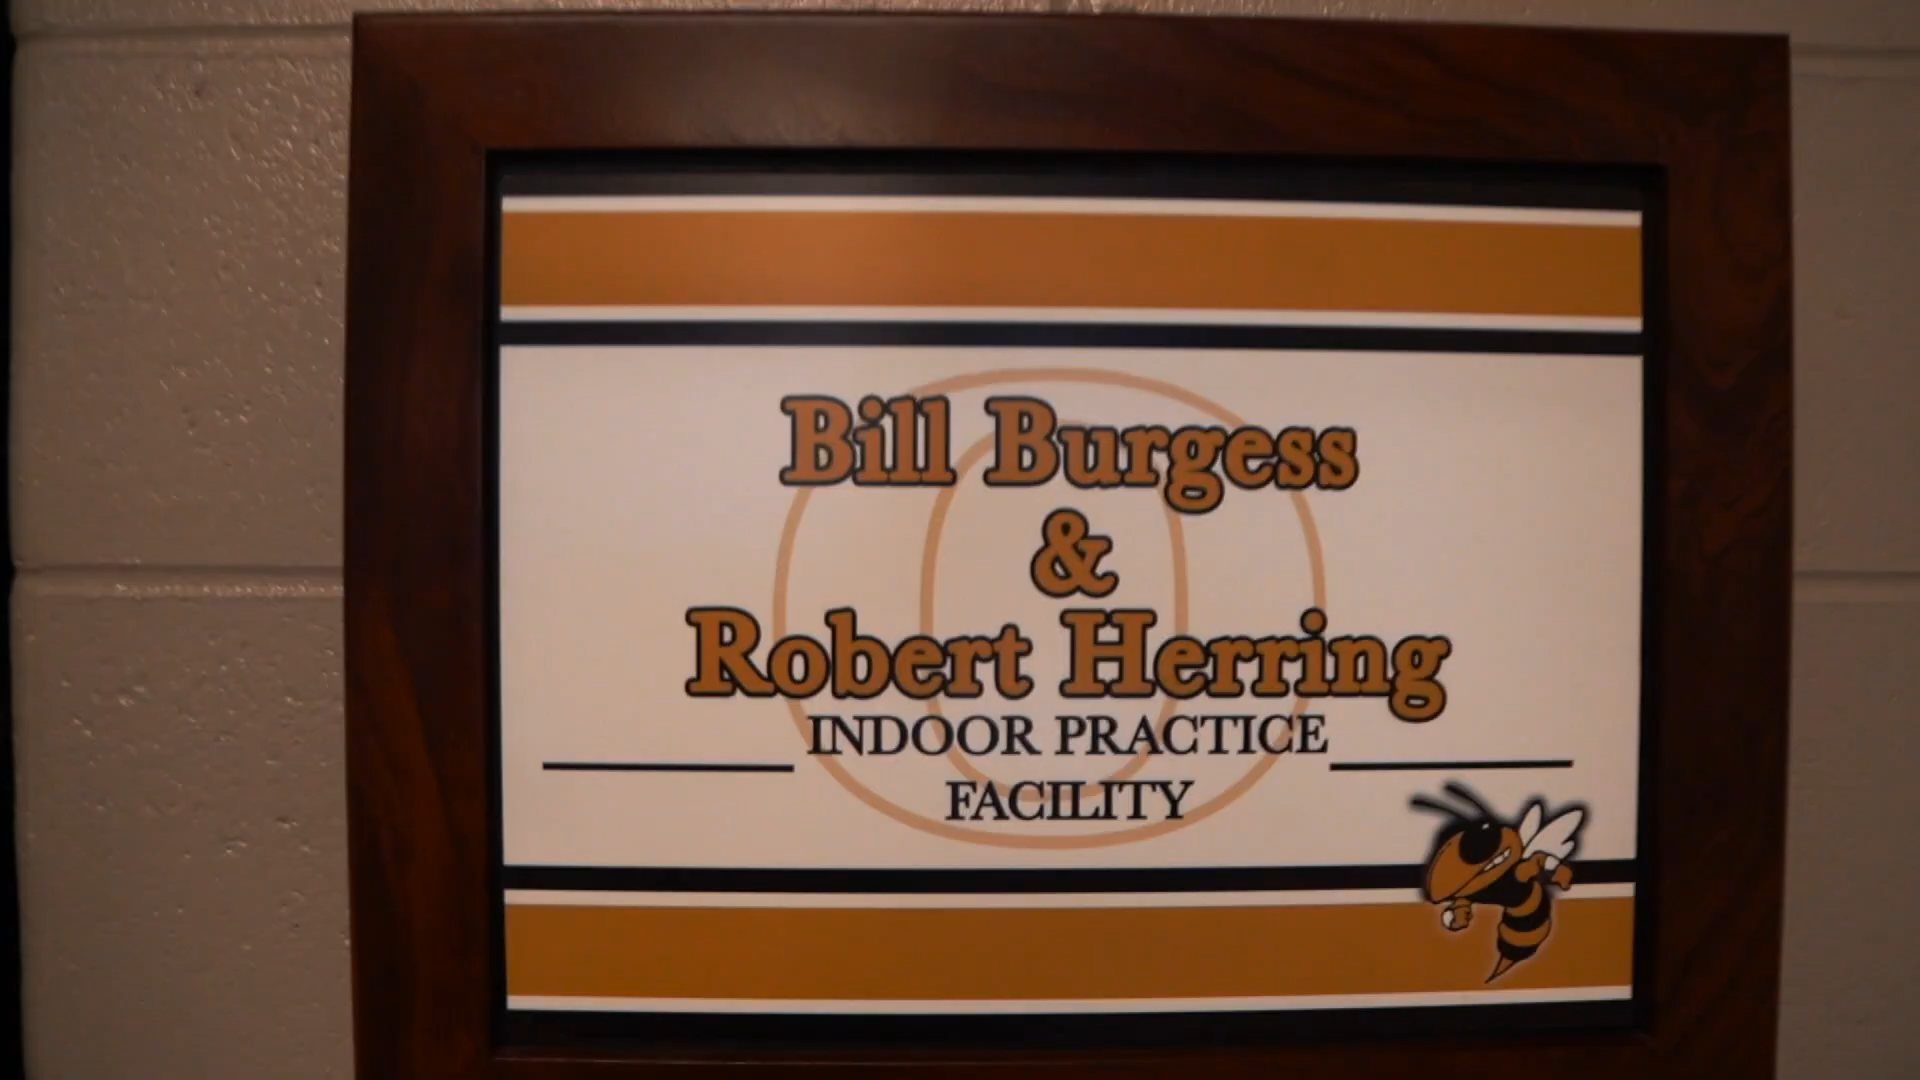 Bill Burgess
&
Robert Herring
INDOOR PRACTICE
FACILITY